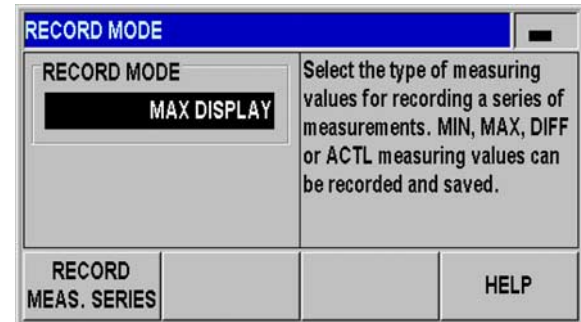 RECORD MODE
RECORD MODE
MAX DISPLAY
Select the type of measuring
values for recording a series of
measurements. MIN, MAX, DIFF
or ACTL measuring values can
be recorded and saved.
RECORD
MEAS. SERIES
HELP